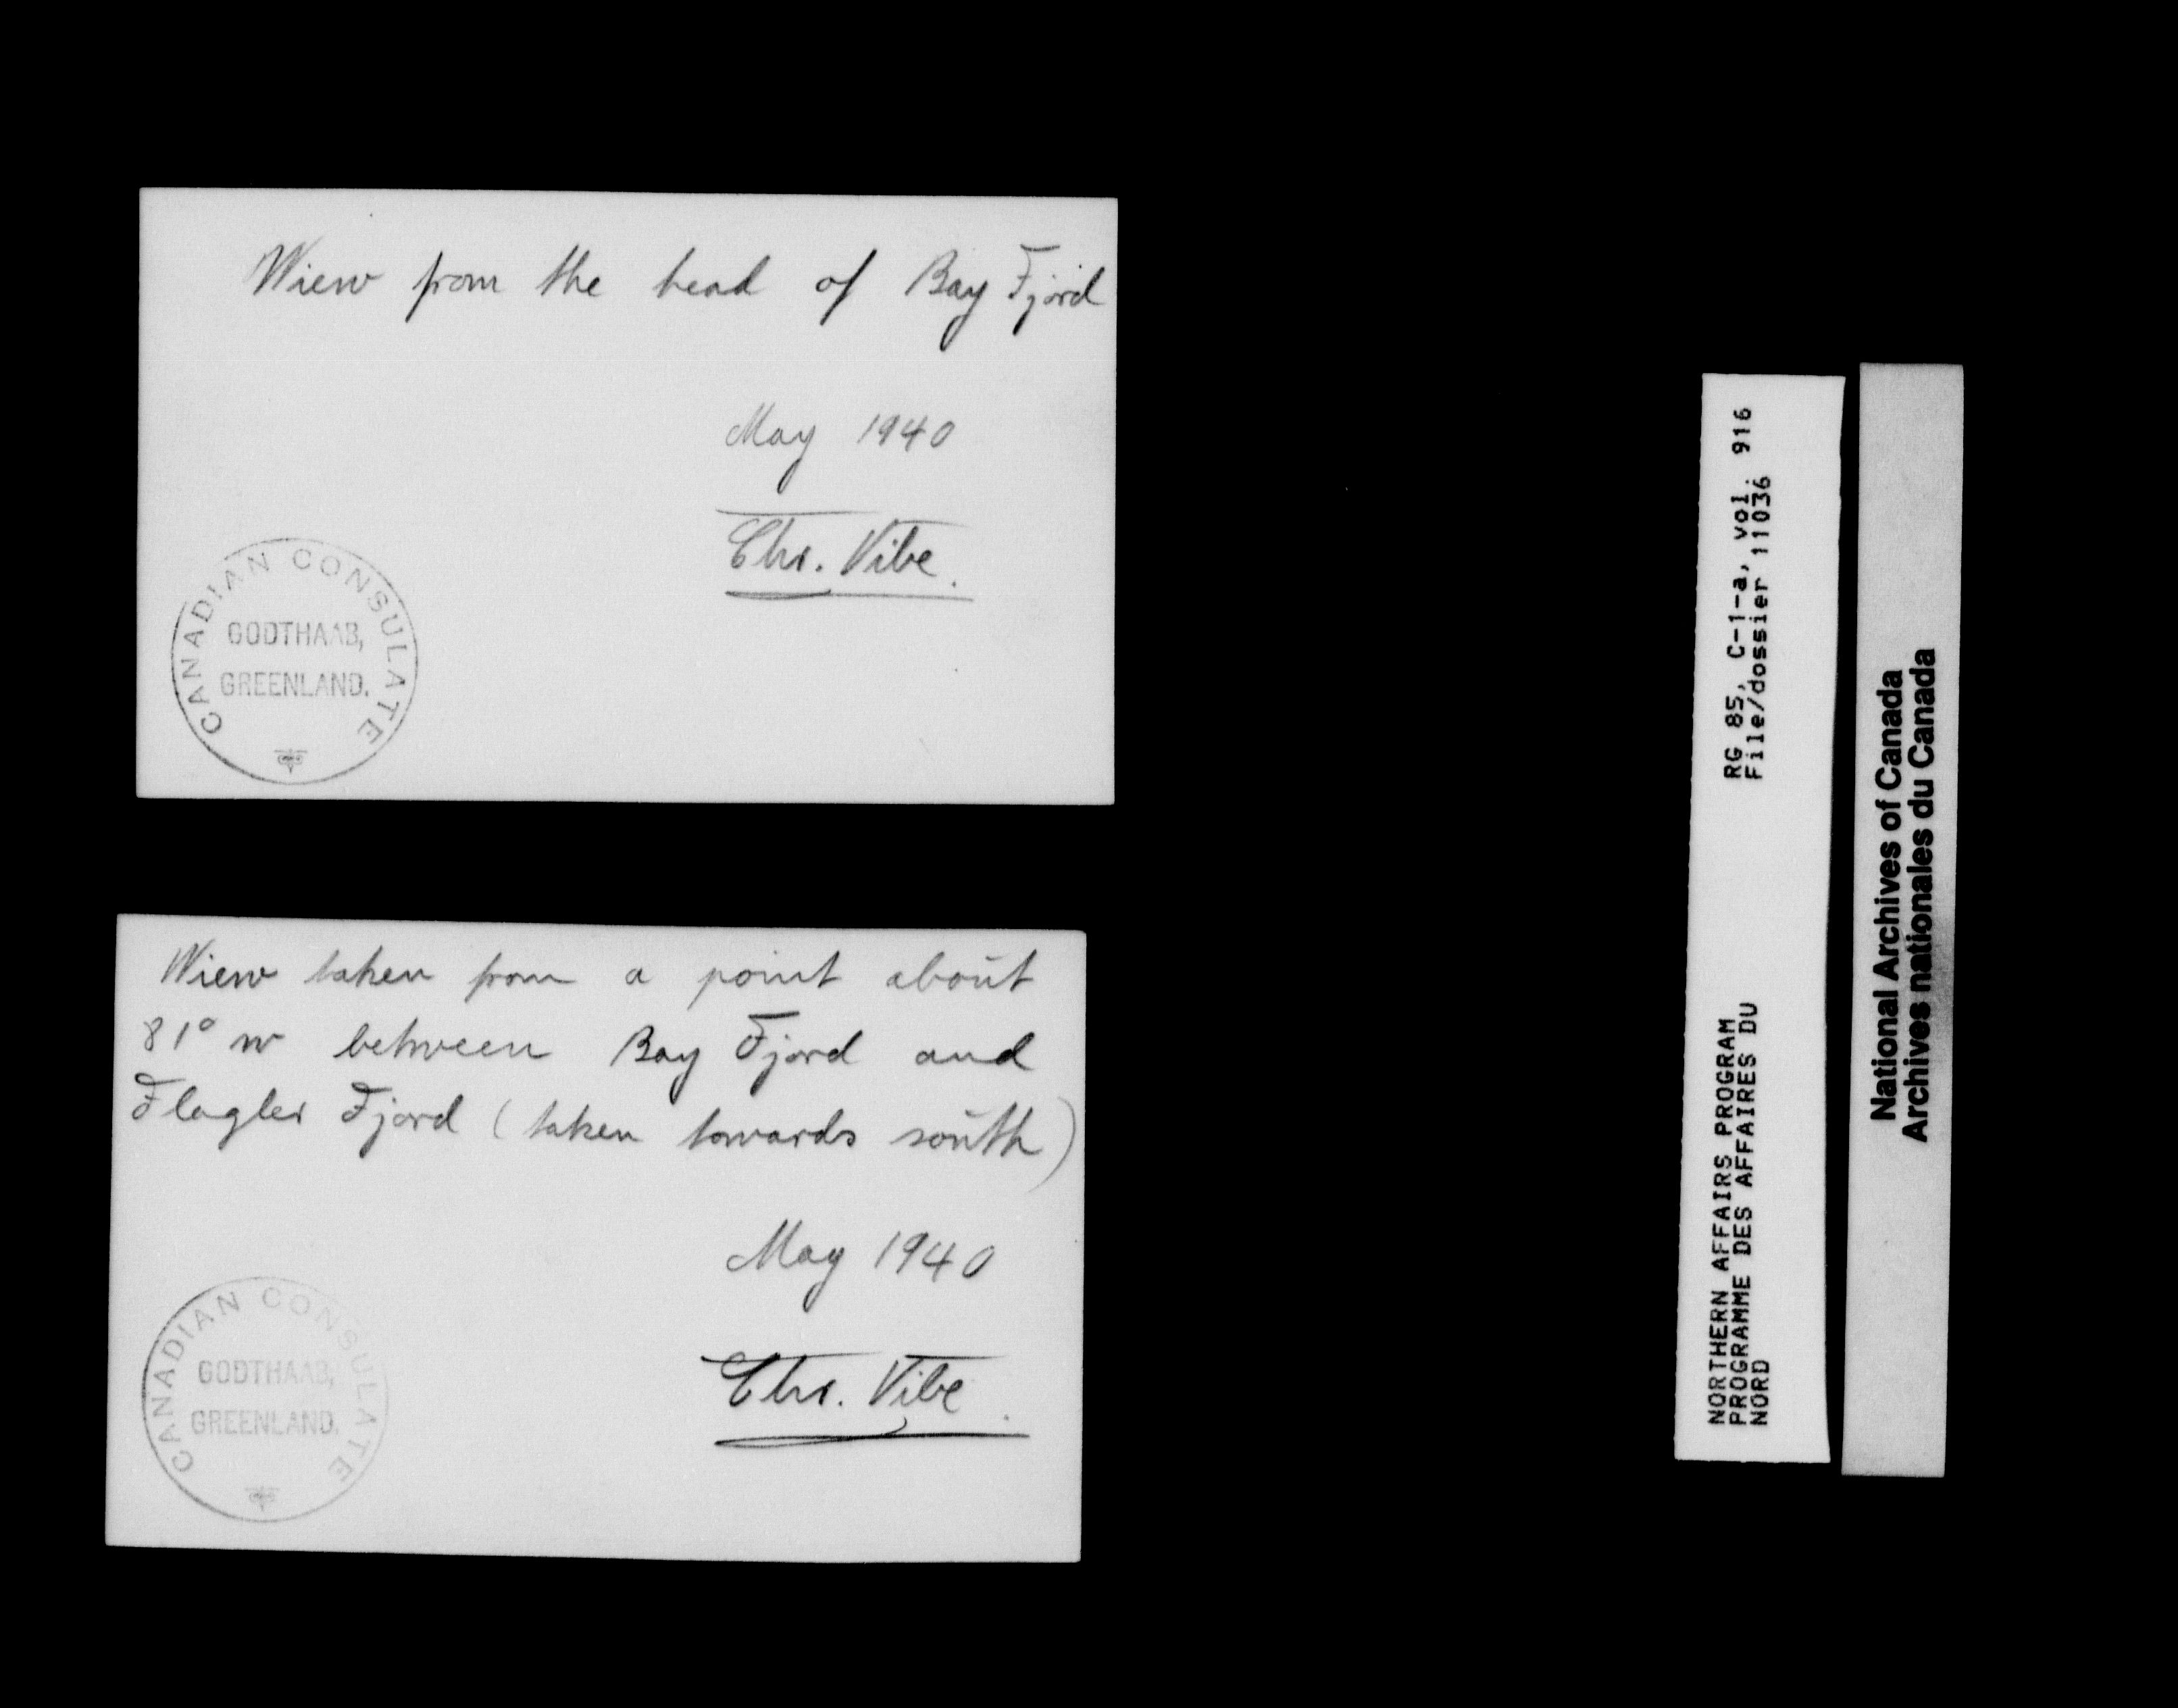 Wiew from the head of Bay Fjord
May 1940
Chr. Vibe.
CANADIAN CONSULATE
GODTHAAB,
GREENLAND.
Wiew taken from a point about
81° w between Bay Fjord and
Flagler Fjord (taken towards south)
May 1940
Chr. Vibe.
CANADIAN CONSULATE
GODTHAAB,
GREENLAND.
RG 85, C-1-a, vol. 916
File/dossier 11036
NORTHERN AFFAIRS PROGRAM
PROGRAMME DES AFFAIRES DU
NORD
National Archives of Canada
Archives nationales du Canada